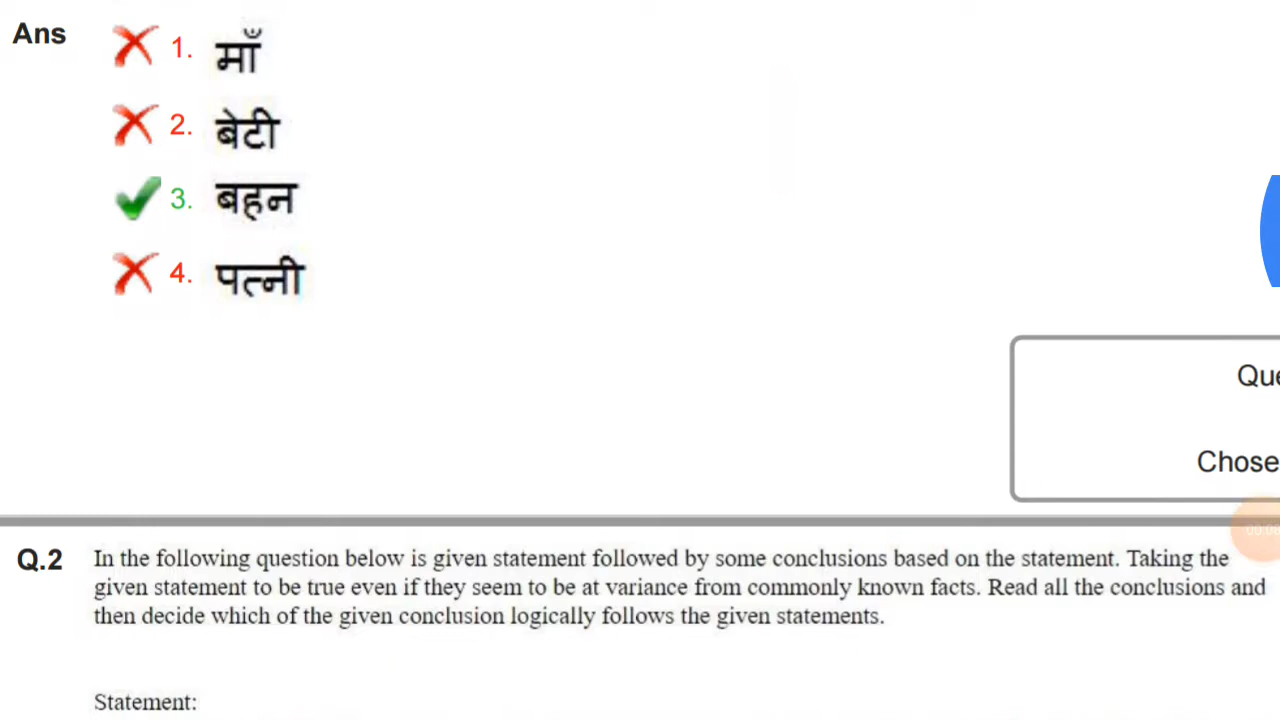 Ans
1. माँ
2. बेटी
3. बहन
4. पत्नी
Que
Chose
Q.2 In the following question below is given statement followed by some conclusions based on the statement. Taking the
given statement to be true even if they seem to be at variance from commonly known facts. Read all the conclusions and
then decide which of the given conclusion logically follows the given statements.
Statement: